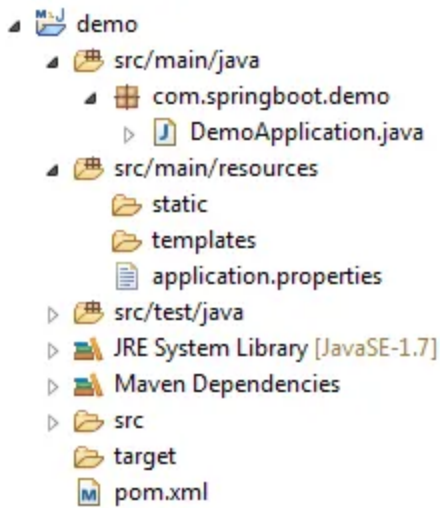 demo
src/main/java
com.springboot.demo
DemoApplication.java
src/main/resources
static
templates
application.properties
src/test/java
JRE System Library [JavaSE-1.7]
Maven Dependencies
src
target
pom.xml